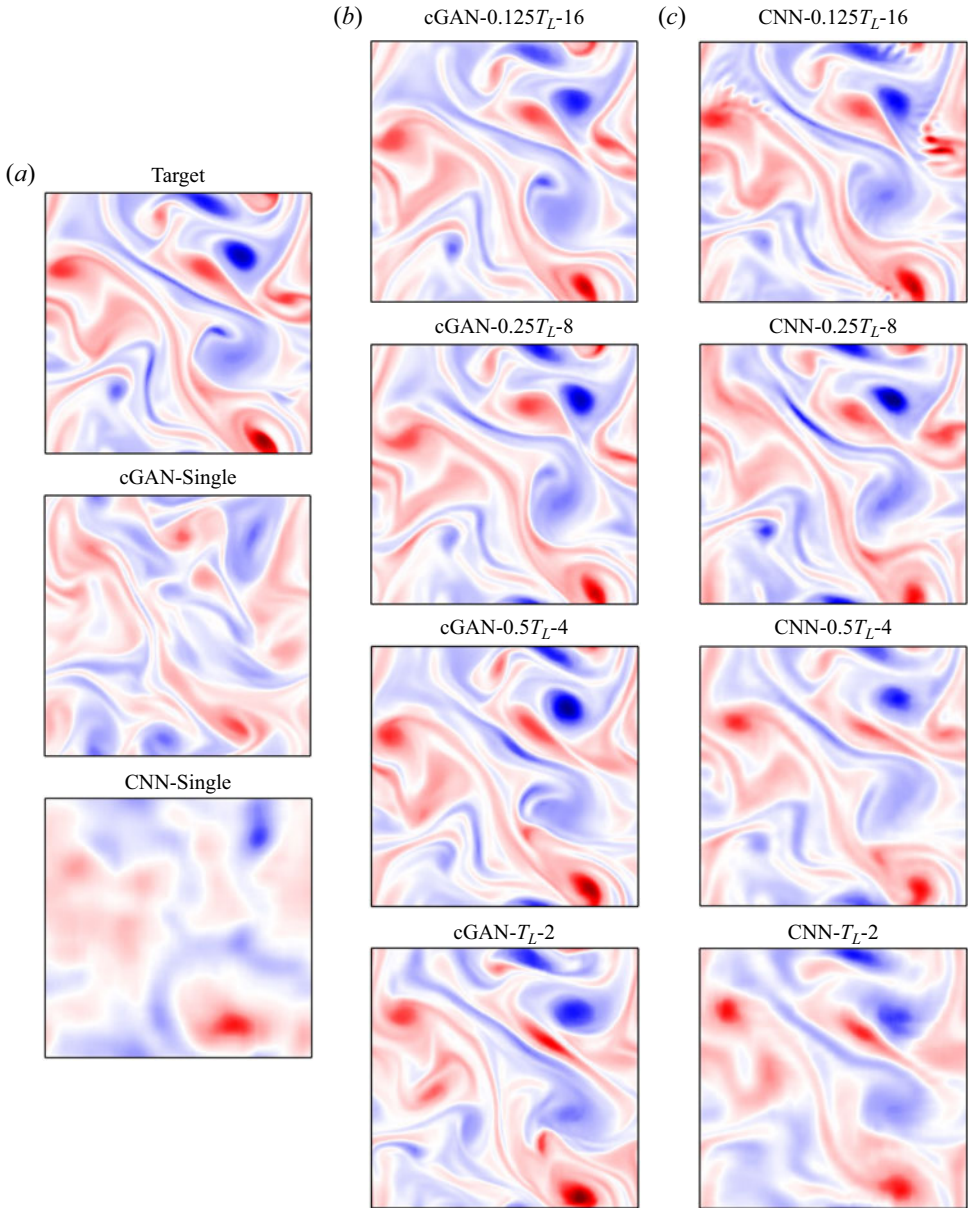 (a)
Target
cGAN-Single
CNN-Single
(b)
cGAN-0.125T_L-16
cGAN-0.25T_L-8
cGAN-0.5T_L-4
cGAN-T_L-2
(c)
CNN-0.125T_L-16
CNN-0.25T_L-8
CNN-0.5T_L-4
CNN-T_L-2